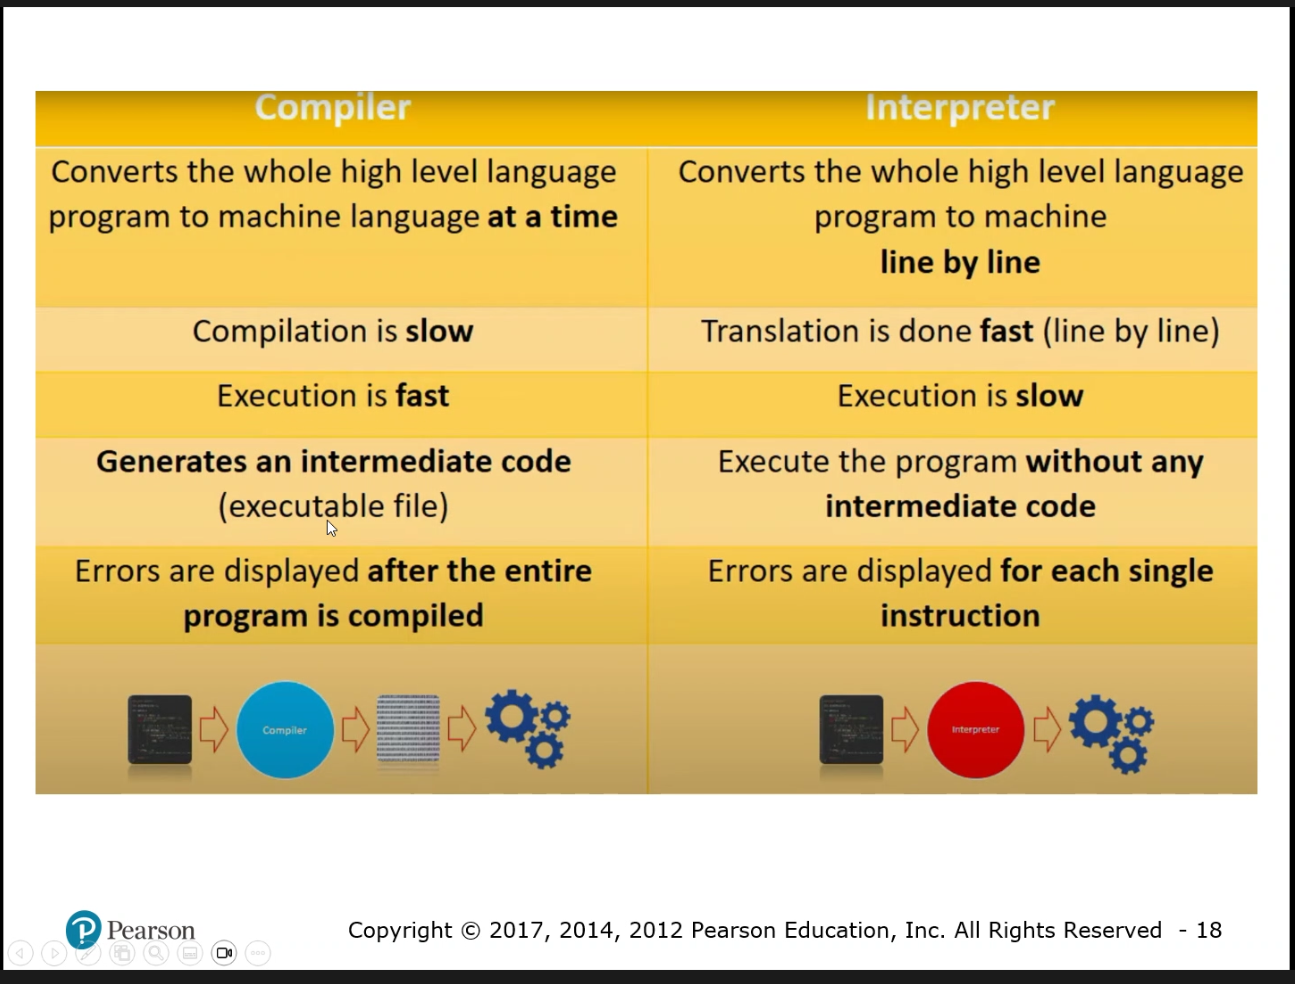 Compiler
Interpreter
Converts the whole high level language
program to machine language at a time
Converts the whole high level language
program to machine
line by line
Compilation is slow
Translation is done fast (line by line)
Execution is fast
Execution is slow
Generates an intermediate code
(executable file)
Execute the program without any
intermediate code
Errors are displayed after the entire
program is compiled
Errors are displayed for each single
instruction
Compiler
Interpreter
P Pearson
Copyright © 2017, 2014, 2012 Pearson Education, Inc. All Rights Reserved - 18